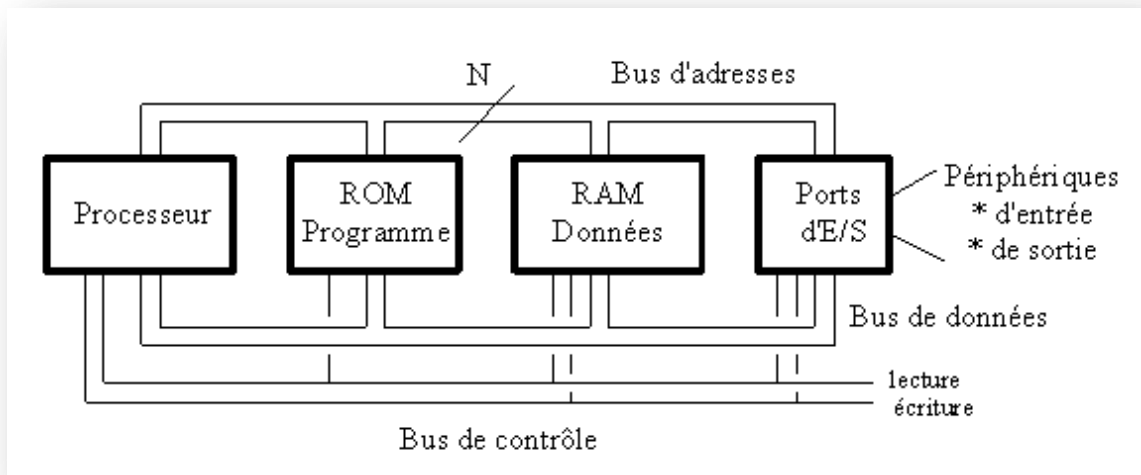 N
Bus d'adresses
Processeur
ROM
Programme
RAM
Données
Ports
d'E/S
Périphériques
* d'entrée
* de sortie
Bus de données
lecture
écriture
Bus de contrôle